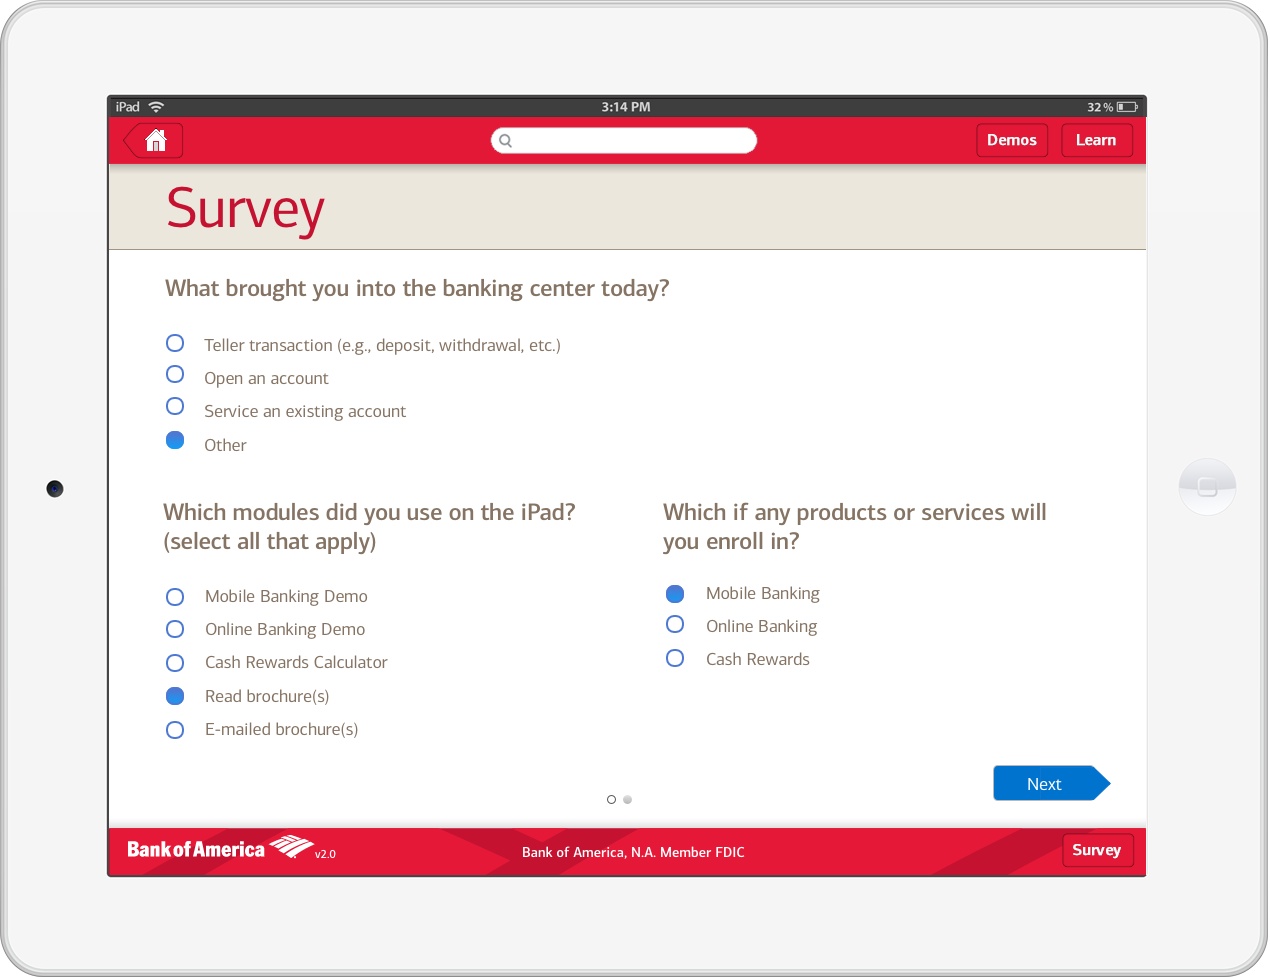 iPad 3:14 PM 32 %
Demos Learn
Survey
What brought you into the banking center today?
Teller transaction (e.g., deposit, withdrawal, etc.)
Open an account
Service an existing account
Other
Which modules did you use on the iPad?
(select all that apply)
Mobile Banking Demo
Online Banking Demo
Cash Rewards Calculator
Read brochure(s)
E-mailed brochure(s)
Which if any products or services will
you enroll in?
Mobile Banking
Online Banking
Cash Rewards
Next
Bank of America v2.0
Bank of America, N.A. Member FDIC
Survey